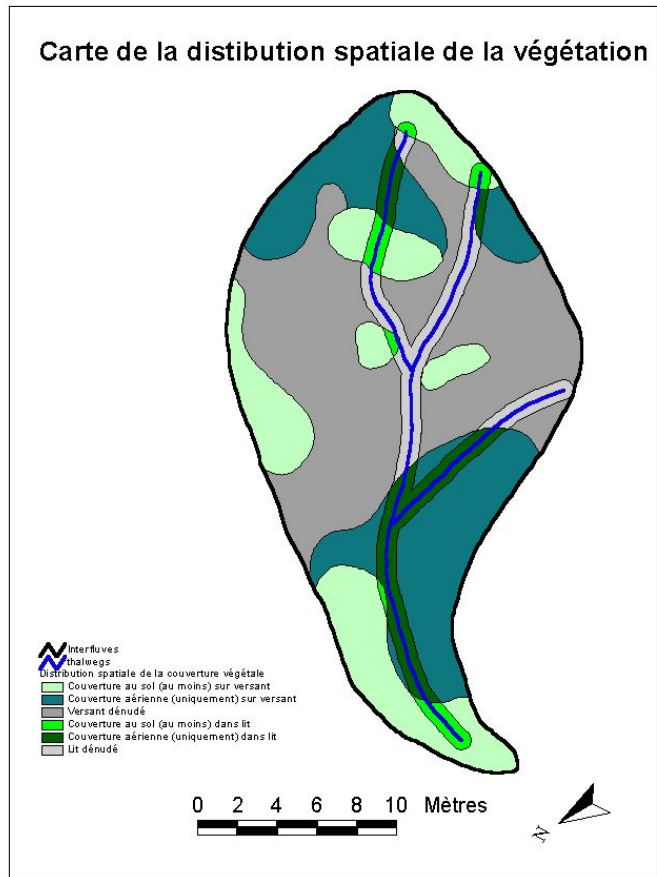 Carte de la distibution spatiale de la végétation
Interfluves
thalwegs
Distribution spatiale de la couverture végétale
Couverture au sol (au moins) sur versant
Couverture aérienne (uniquement) sur versant
Versant dénudé
Couverture au sol (au moins) dans lit
Couverture aérienne (uniquement) dans lit
Lit dénudé
0 2 4 6 8 10 Mètres
N